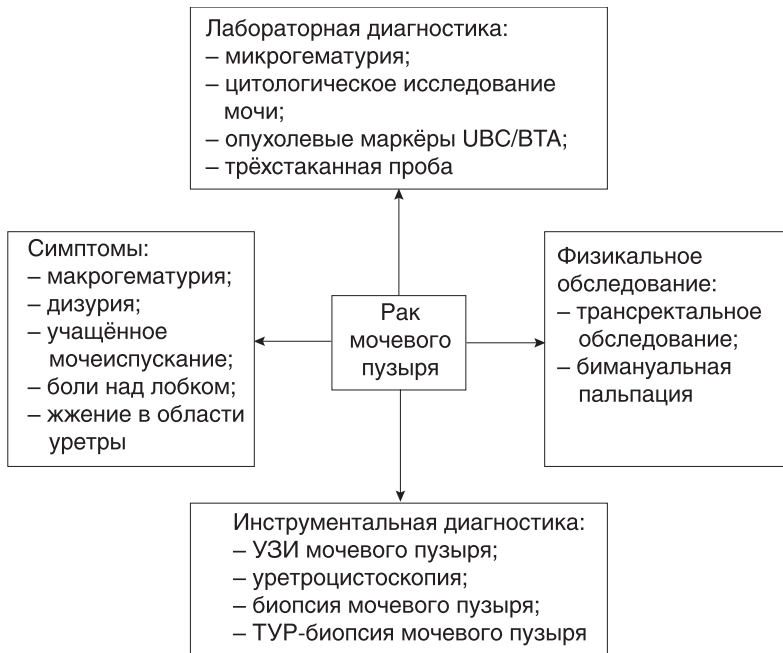 Лабораторная диагностика:
– микрогематурия;
– цитологическое исследование
мочи;
– опухолевые маркёры UBC/BTA;
– трёхстаканная проба
Симптомы:
– макрогематурия;
– дизурия;
– учащённое
мочеиспускание;
– боли над лобком;
– жжение в области
уретры
Рак
мочевого
пузыря
Физикальное
обследование:
– трансректальное
обследование;
– бимануальная
пальпация
Инструментальная диагностика:
– УЗИ мочевого пузыря;
– уретроцистоскопия;
– биопсия мочевого пузыря;
– ТУР-биопсия мочевого пузыря